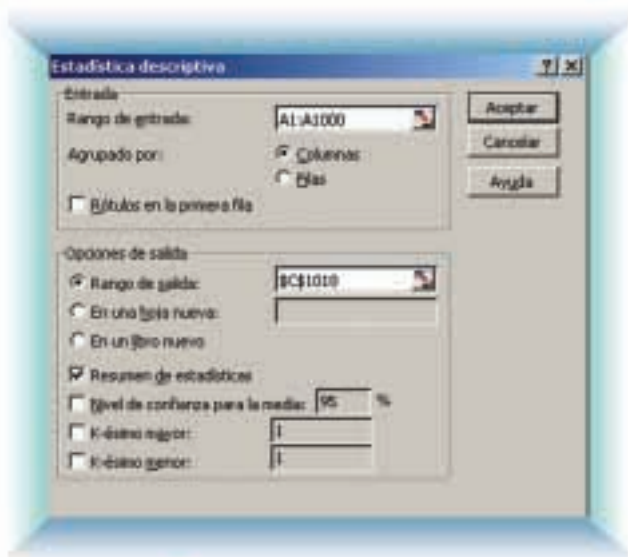 Estadística descriptiva
Entrada
Rango de entrada: A1:A1000
Agrupado por: Columnas
Filas
Rótulos en la primera fila
Aceptar
Cancelar
Ayuda
Opciones de salida
Rango de salida: $C$1010
En una hoja nueva:
En un libro nuevo
Resumen de estadísticas
Nivel de confianza para la media: 95 %
K-ésimo mayor: 1
K-ésimo menor: 1